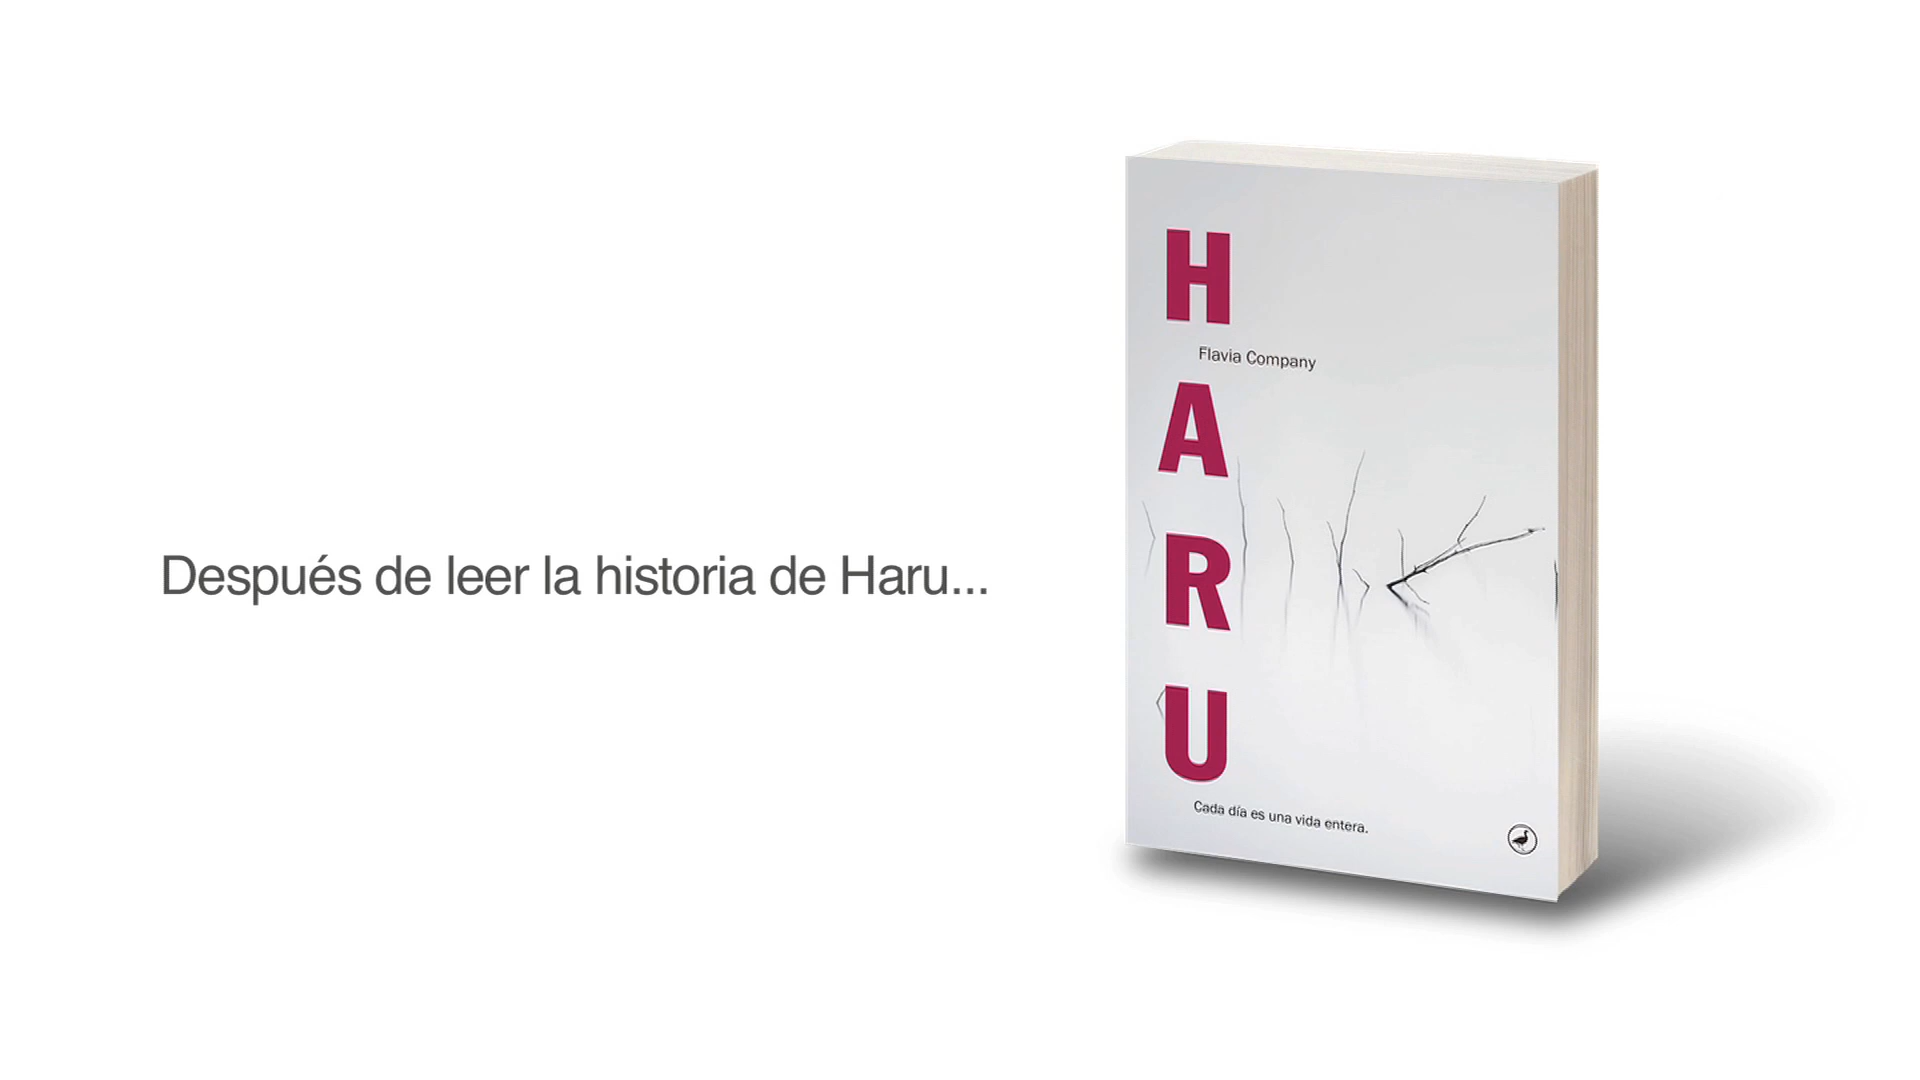 Después de leer la historia de Haru...
H
Flavia Company
A
R
U
Cada día es una vida entera.